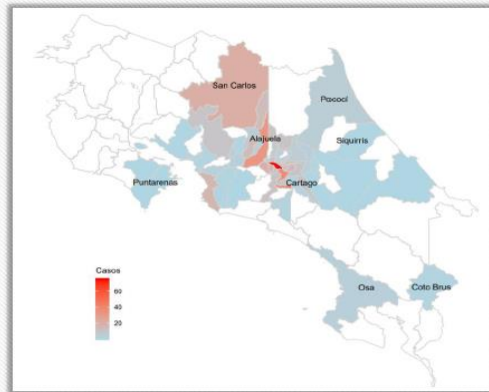 San Carlos
Pococí
Alajuela
Siquirris
Puntarenas
Cartago
Casos
60
40
20
Osa
Coto Brus